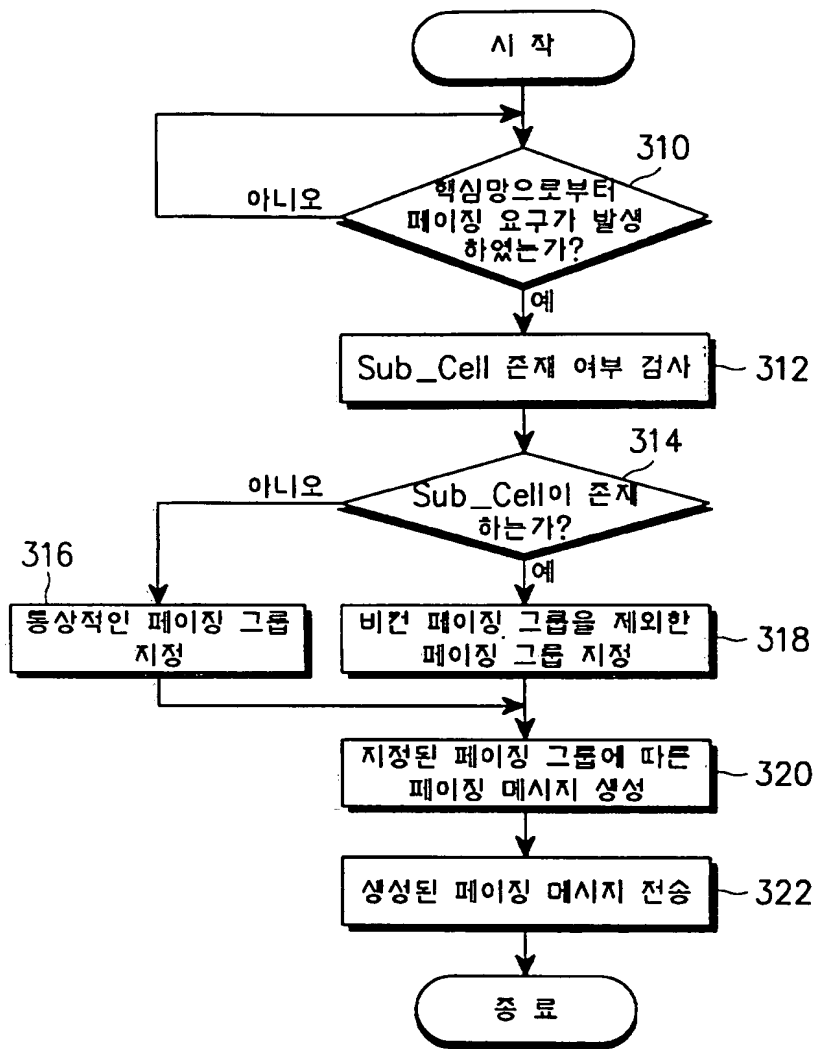 시 작
310
핵심망으로부터
페이징 요구가 발생
하였는가?
아니오
예
Sub_Cell 존재 여부 검사
312
314
Sub_Cell이 존재
하는가?
아니오
예
316
통상적인 페이징 그룹
지정
비컨 페이징 그룹을 제외한
페이징 그룹 지정
318
지정된 페이징 그룹에 따른
페이징 메시지 생성
320
생성된 페이징 메시지 전송
322
종 료